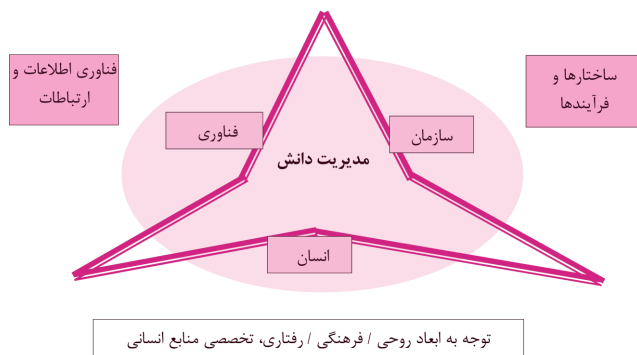 ساختارها و
فرآیندها
فناوری اطلاعات و
ارتباطات
سازمان
فناوری
مدیریت دانش
انسان
توجه به ابعاد روحی / فرهنگی / رفتاری، تخصصی منابع انسانی